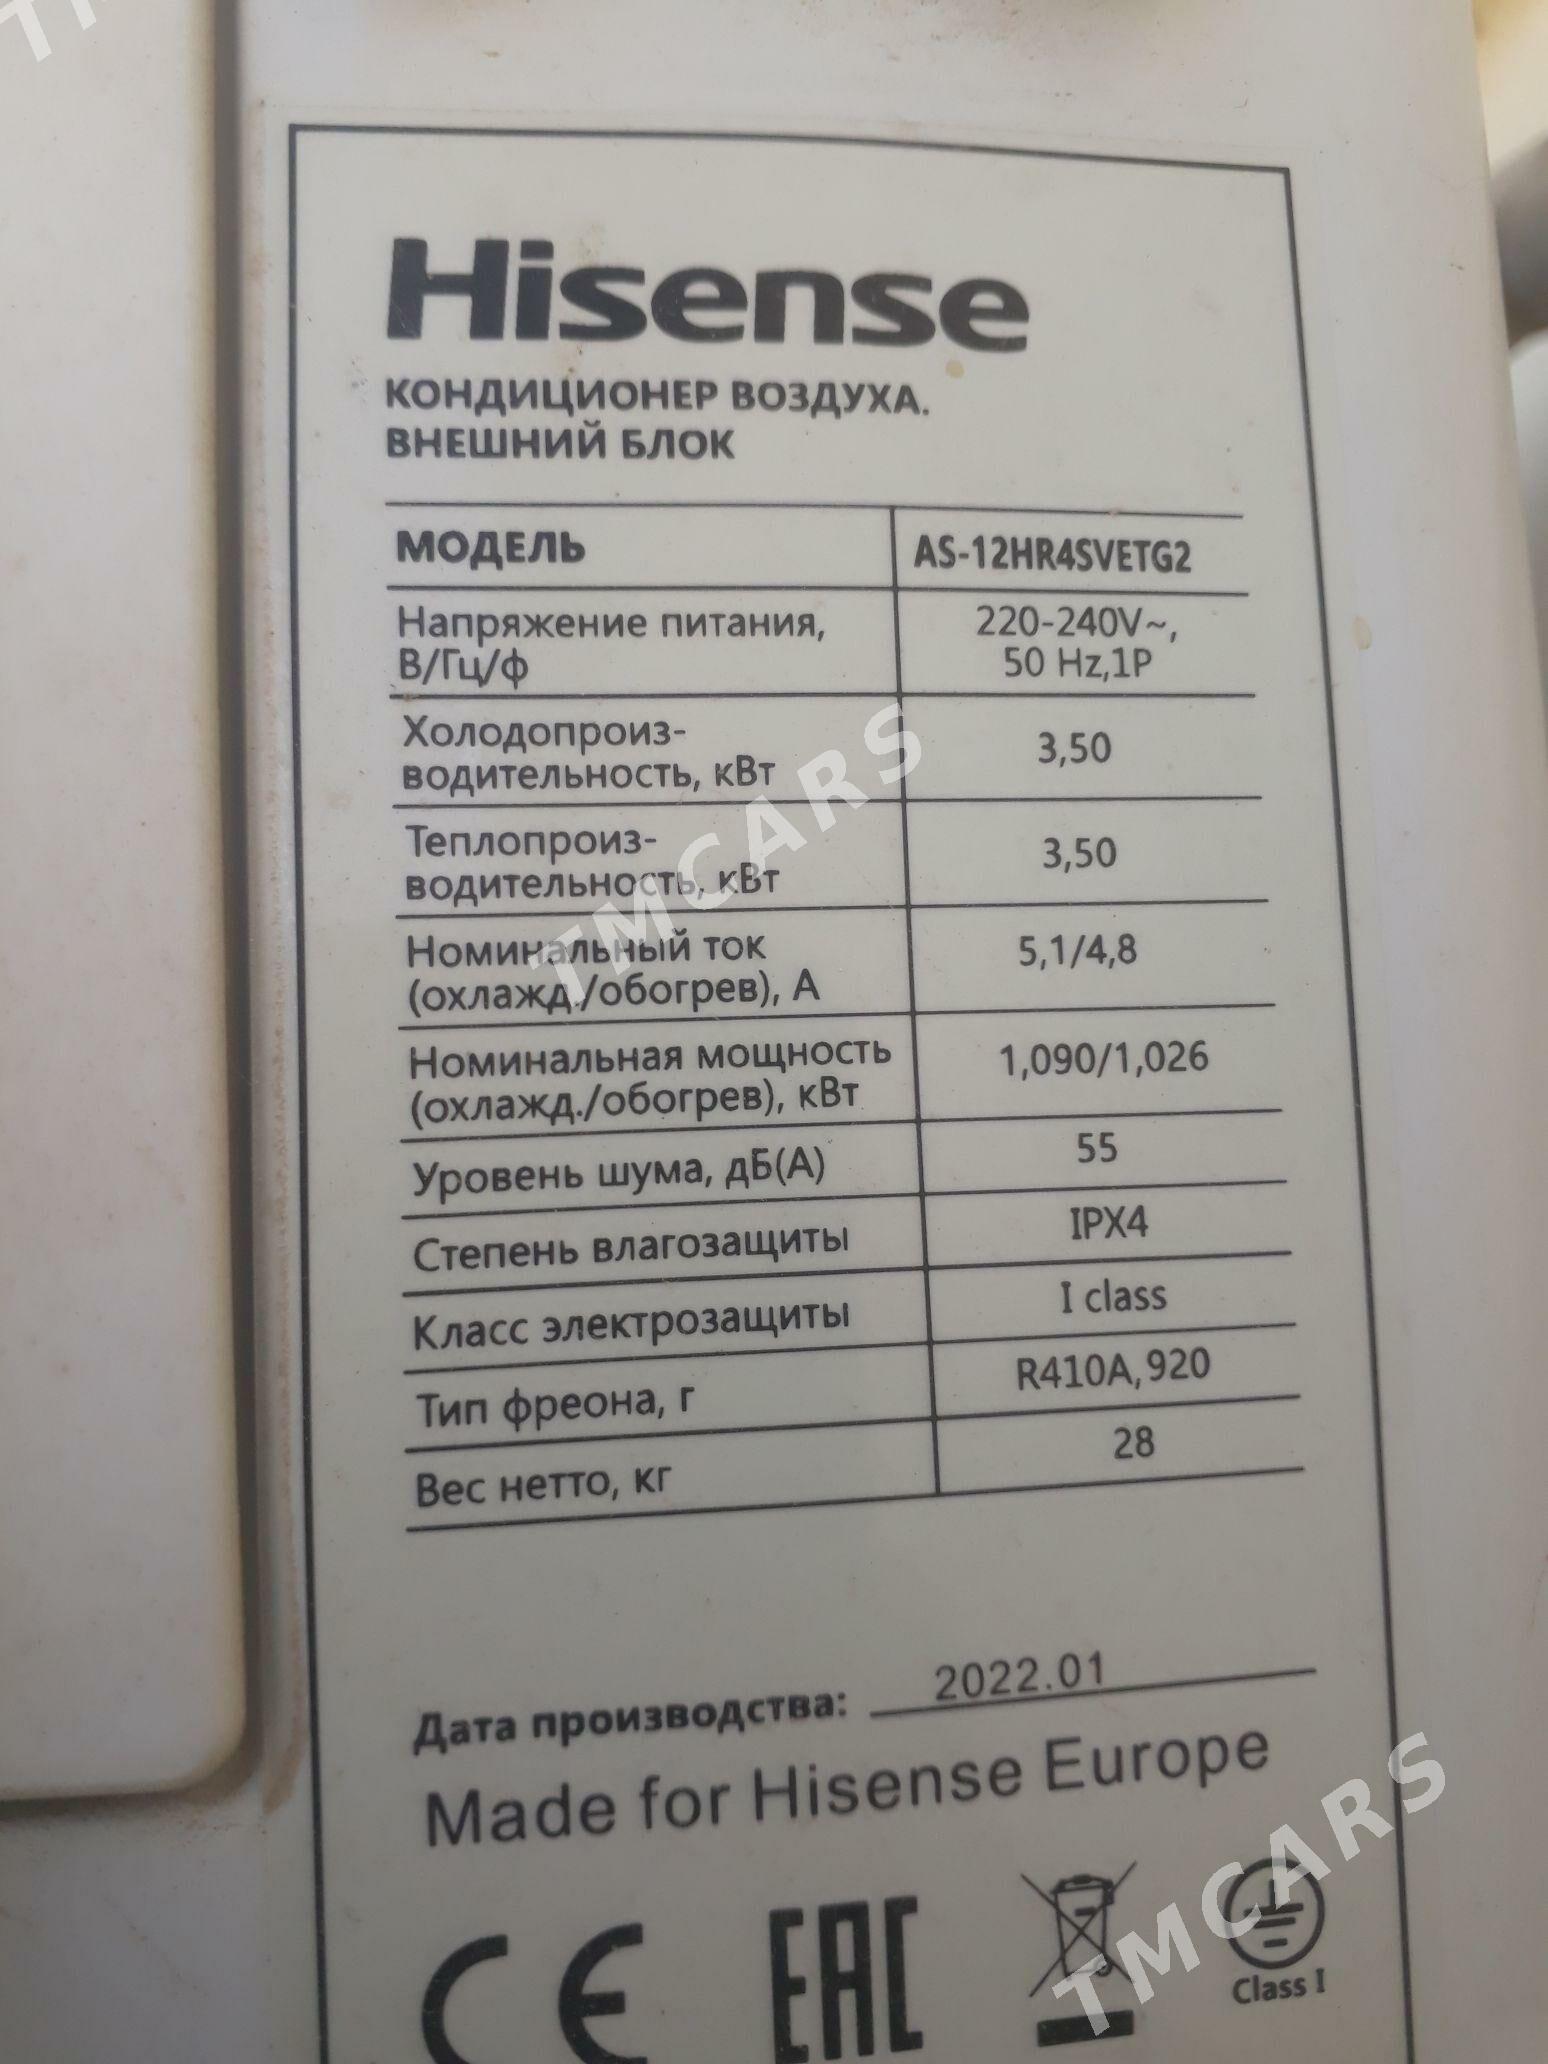 Hisense
КОНДИЦИОНЕР ВОЗДУХА.
ВНЕШНИЙ БЛОК
МОДЕЛЬ AS-12HR4SVETG2
Напряжение питания, 220-240V~,
В/Гц/ф 50 Hz,1P
Холодопроиз-
водительность, кВт 3,50
Теплопроиз-
водительность, кВт 3,50
Номинальный ток 5,1/4,8
(охлажд./обогрев), А
Номинальная мощность 1,090/1,026
(охлажд./обогрев), кВт
Уровень шума, дБ(А) 55
Степень влагозащиты IPX4
Класс электрозащиты I class
Тип фреона, г R410A,920
Вес нетто, кг 28
Дата производства: 2022.01
Made for Hisense Europe
CE EAC
Class I
TMCARS
TMCARS